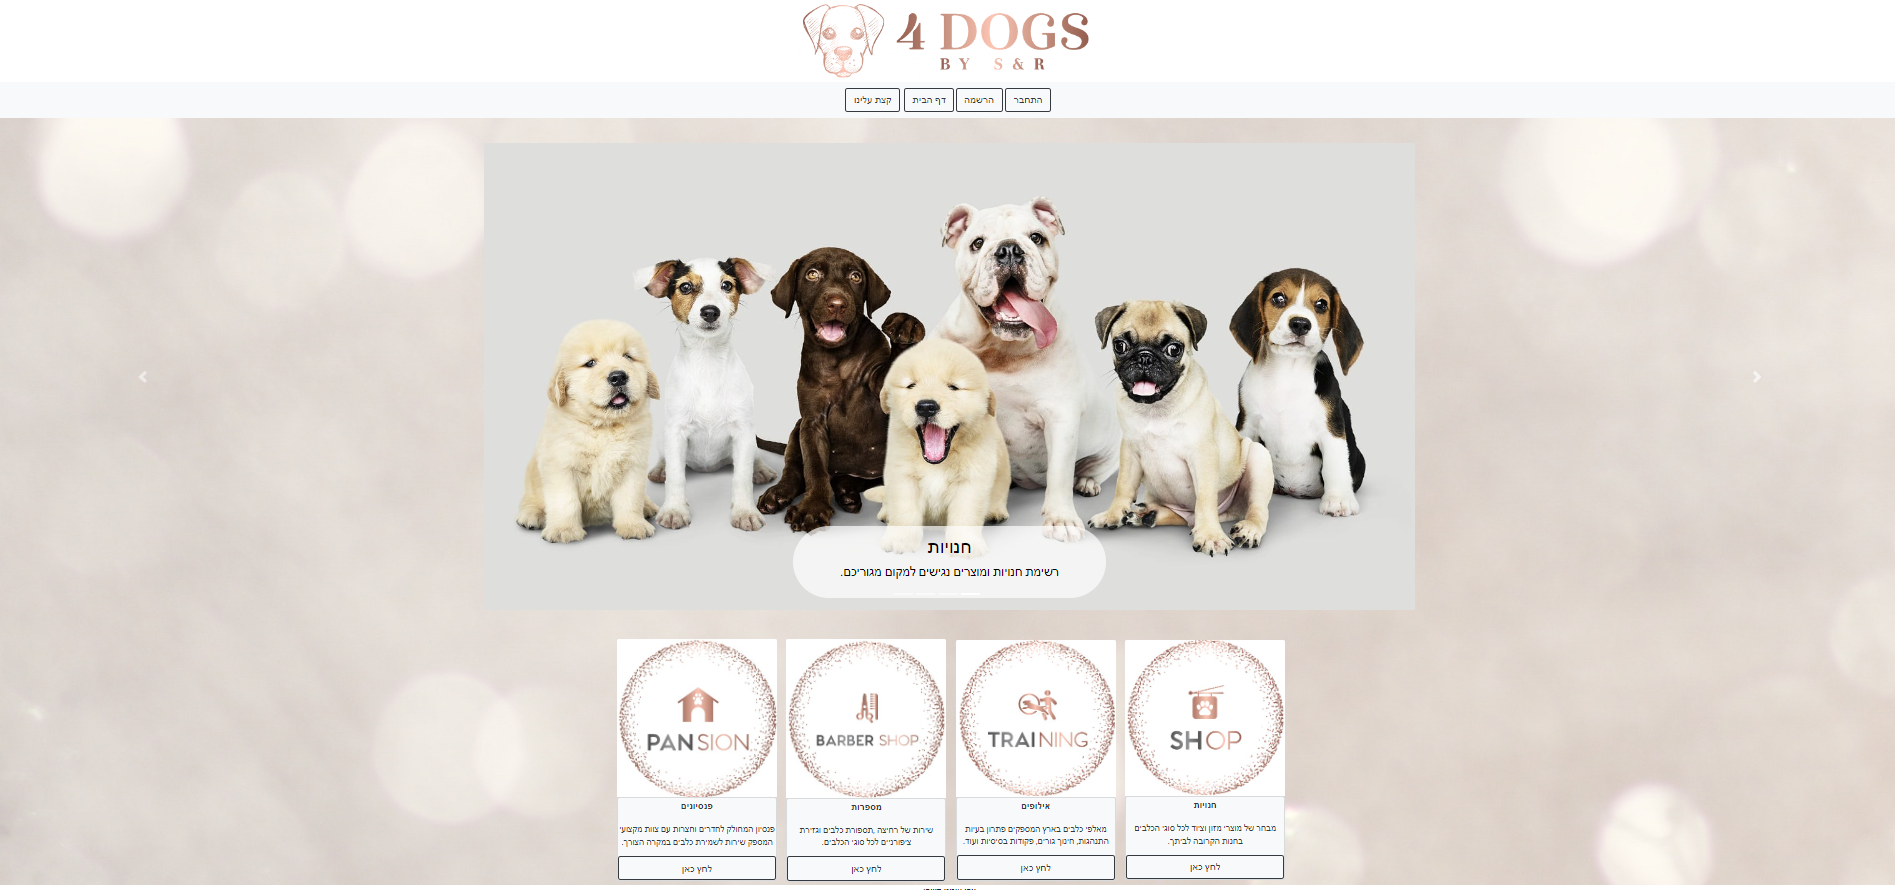 4 DOGS
BY S & R
התחבר
הרשמה
דף הבית
קצת עלינו
חנויות
רשימת חנויות ומוצרים נגישים למקום מגוריכם.
SHOP
חנויות
מבחר של מוצרי מזון וציוד לכל סוגי הכלבים
בחנות הקרובה לביתך.
לחץ כאן
TRAINING
אילופים
מאלפי כלבים בארץ המספקים פתרון בעיות
התנהגות, חינוך גורים, פקודות בסיסיות ועוד.
לחץ כאן
BARBER SHOP
מספרות
שירות של רחיצה ,תספורת כלבים וגזירת
ציפורניים לכל סוגי הכלבים.
לחץ כאן
PANSION
פנסיונים
פנסיון המחולק לחדרים וחצרות עם צוות מקצועי
המספק שירות לשמירת כלבים במקרה הצורך.
לחץ כאן